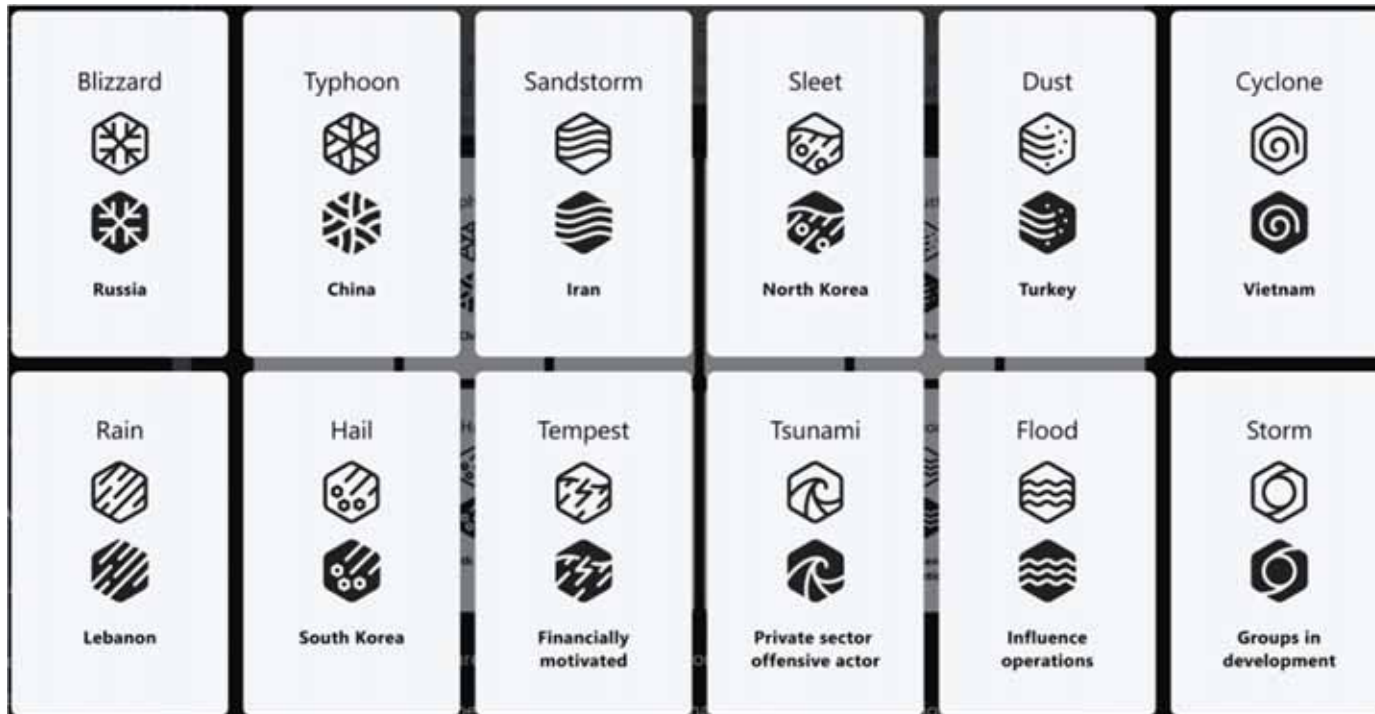 Blizzard
Typhoon
Sandstorm
Sleet
Dust
Cyclone
Russia
China
Iran
North Korea
Turkey
Vietnam
Rain
Hail
Tempest
Tsunami
Flood
Storm
Lebanon
South Korea
Financially
motivated
Private sector
offensive actor
Influence
operations
Groups in
development